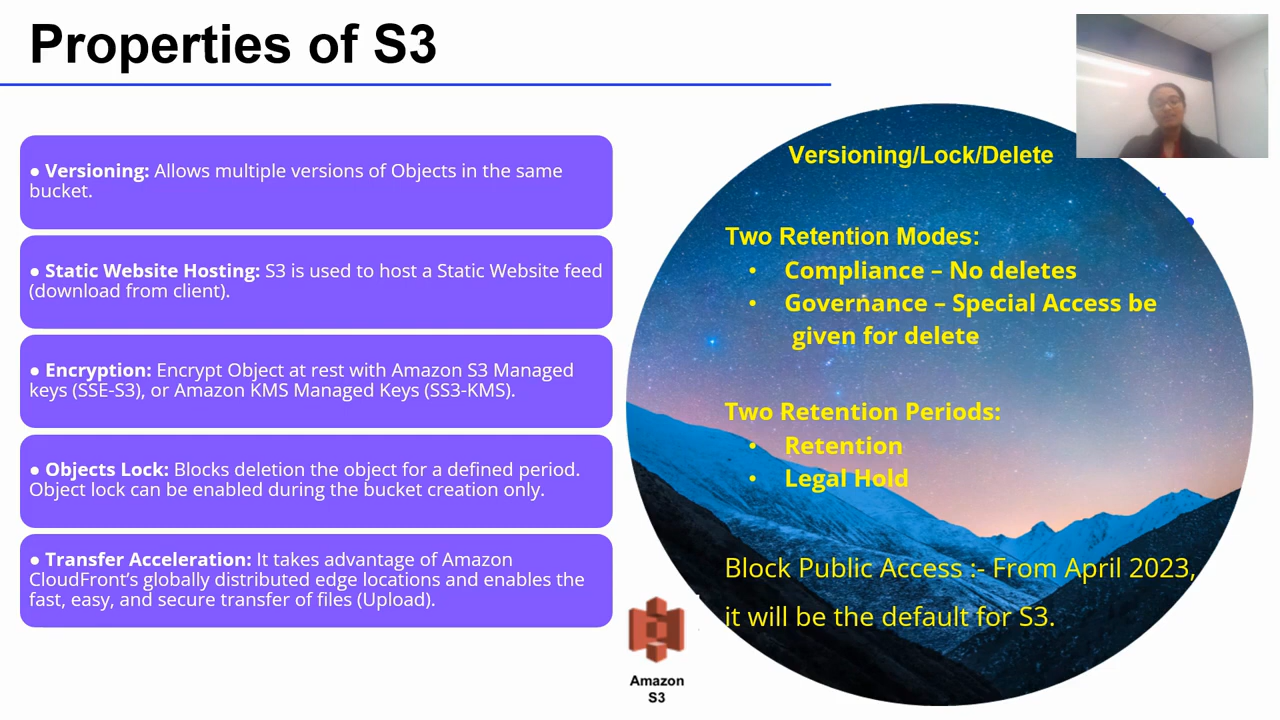 Properties of S3
● Versioning: Allows multiple versions of Objects in the same
bucket.
● Static Website Hosting: S3 is used to host a Static Website feed
(download from client).
● Encryption: Encrypt Object at rest with Amazon S3 Managed
keys (SSE-S3), or Amazon KMS Managed Keys (SS3-KMS).
● Objects Lock: Blocks deletion the object for a defined period.
Object lock can be enabled during the bucket creation only.
● Transfer Acceleration: It takes advantage of Amazon
CloudFront’s globally distributed edge locations and enables the
fast, easy, and secure transfer of files (Upload).
Versioning/Lock/Delete
Two Retention Modes:
• Compliance – No deletes
• Governance – Special Access be
given for delete
Two Retention Periods:
• Retention
• Legal Hold
Block Public Access :- From April 2023,
it will be the default for S3.
Amazon
S3